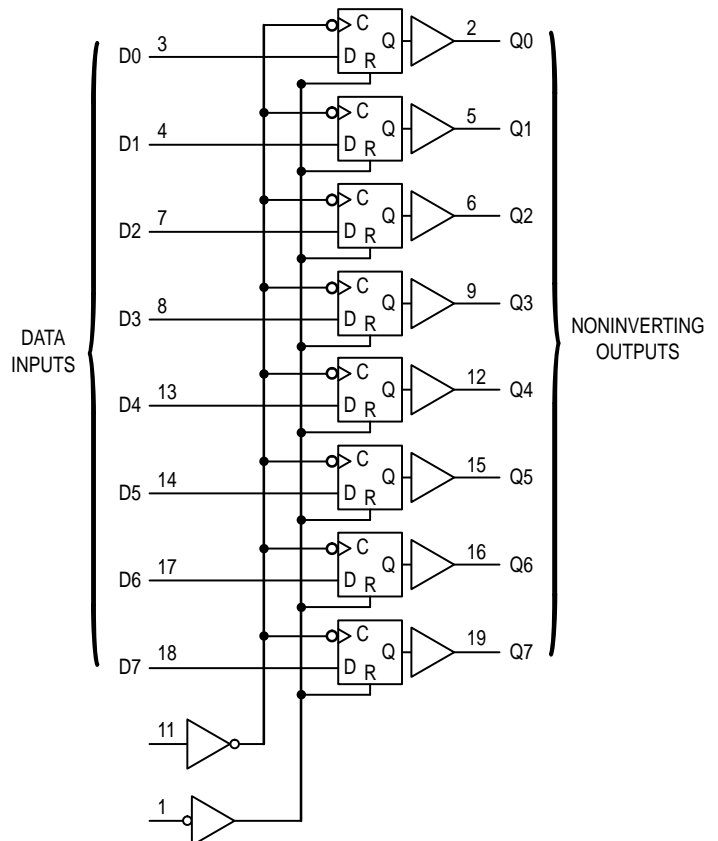 C Q 2 Q0
D0 3 D R
C Q 5 Q1
D1 4 D R
C Q 6 Q2
D2 7 D R
C Q 9 Q3
D3 8 D R
DATA
INPUTS
NONINVERTING
OUTPUTS
C Q 12 Q4
D4 13 D R
C Q 15 Q5
D5 14 D R
C Q 16 Q6
D6 17 D R
C Q 19 Q7
D7 18 D R
11
1